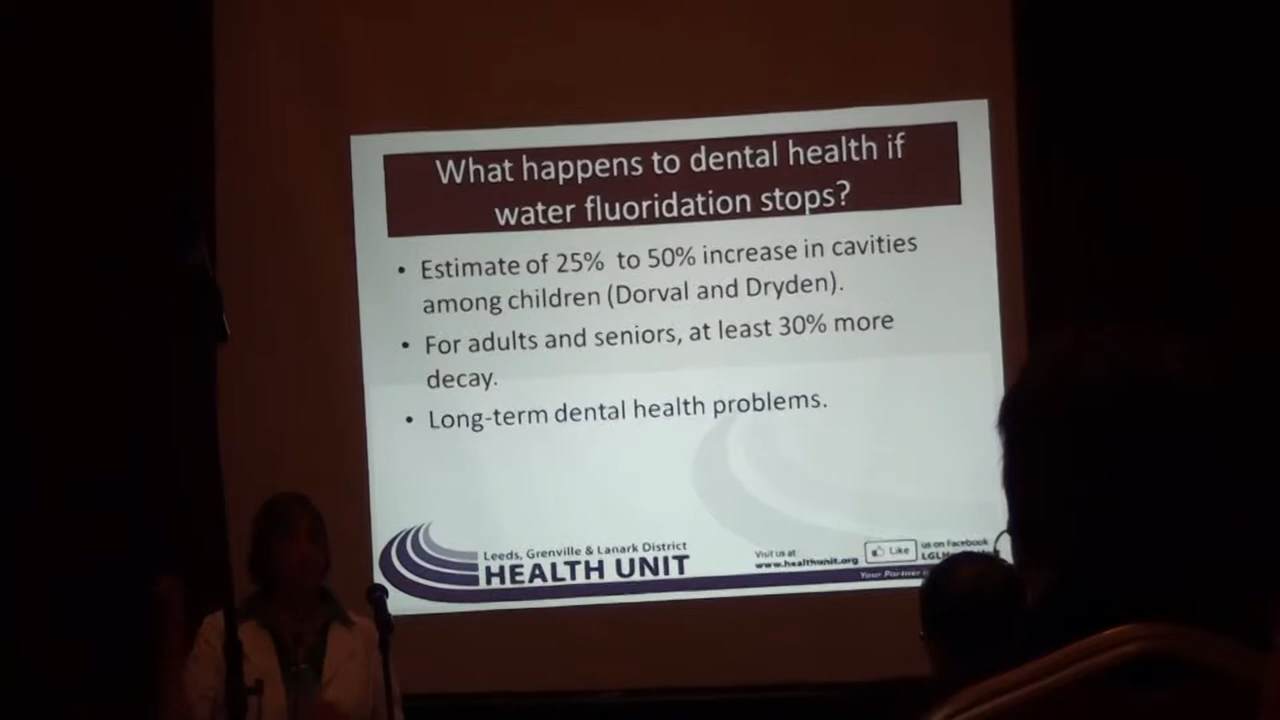 What happens to dental health if
water fluoridation stops?
• Estimate of 25% to 50% increase in cavities
among children (Dorval and Dryden).
• For adults and seniors, at least 30% more
decay.
• Long-term dental health problems.
Leeds, Grenville & Lanark District
HEALTH UNIT
Visit us at
www.healthunit.org
Like
us on Facebook
Your Partner